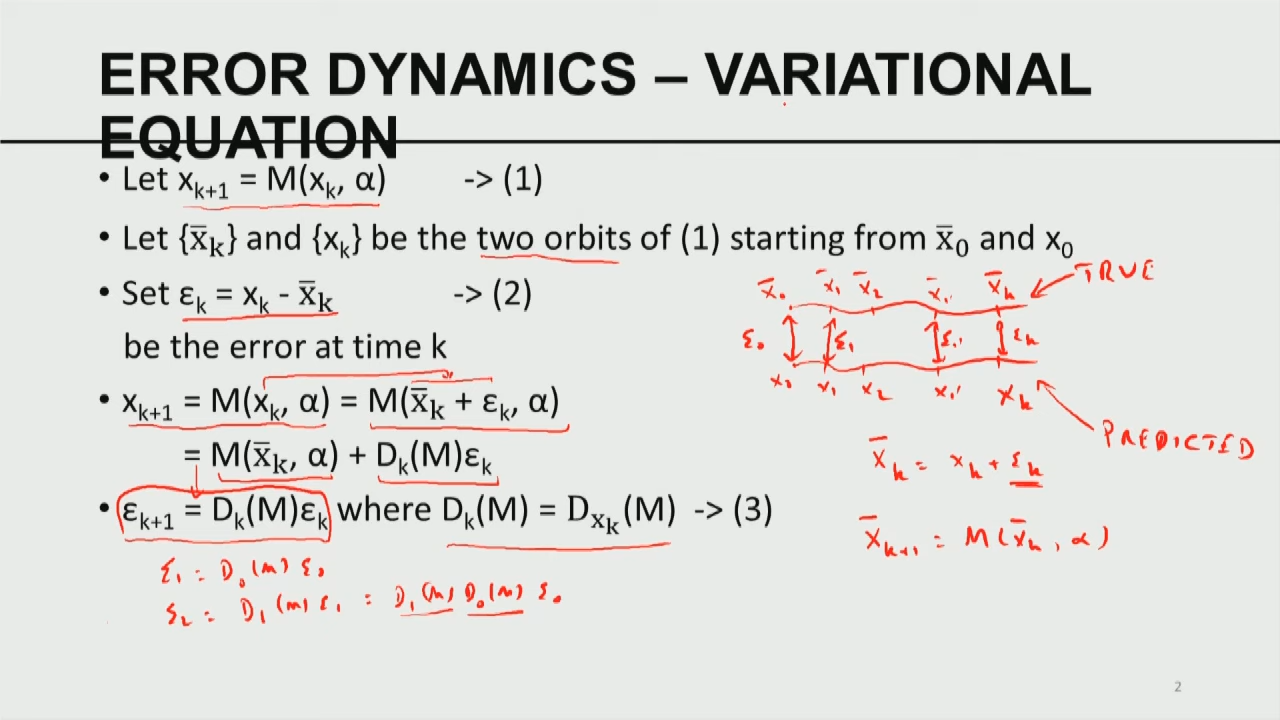 ERROR DYNAMICS – VARIATIONAL
EQUATION
• Let xₖ₊₁ = M(xₖ, α) -> (1)
• Let {x̅ₖ} and {xₖ} be the two orbits of (1) starting from x̅₀ and x₀
• Set εₖ = xₖ - x̅ₖ -> (2)
be the error at time k
• xₖ₊₁ = M(xₖ, α) = M(x̅ₖ + εₖ, α)
= M(x̅ₖ, α) + Dₖ(M)εₖ
• εₖ₊₁ = Dₖ(M)εₖ where Dₖ(M) = D_{xₖ}(M) -> (3)
ε₁ = D₀(M) ε₀
ε₂ = D₁(M) ε₁ = D₁(M) D₀(M) ε₀
TRUE
x̅₀ x̅₁ x̅₂ x̅ᵢ x̅ₖ
ε₀ ε₁ εᵢ εₖ
x₀ x₁ x₂ xᵢ xₖ
PREDICTED
x̅ₖ = xₖ + εₖ
x̅ₖ₊₁ = M(x̅ₖ, α)
2